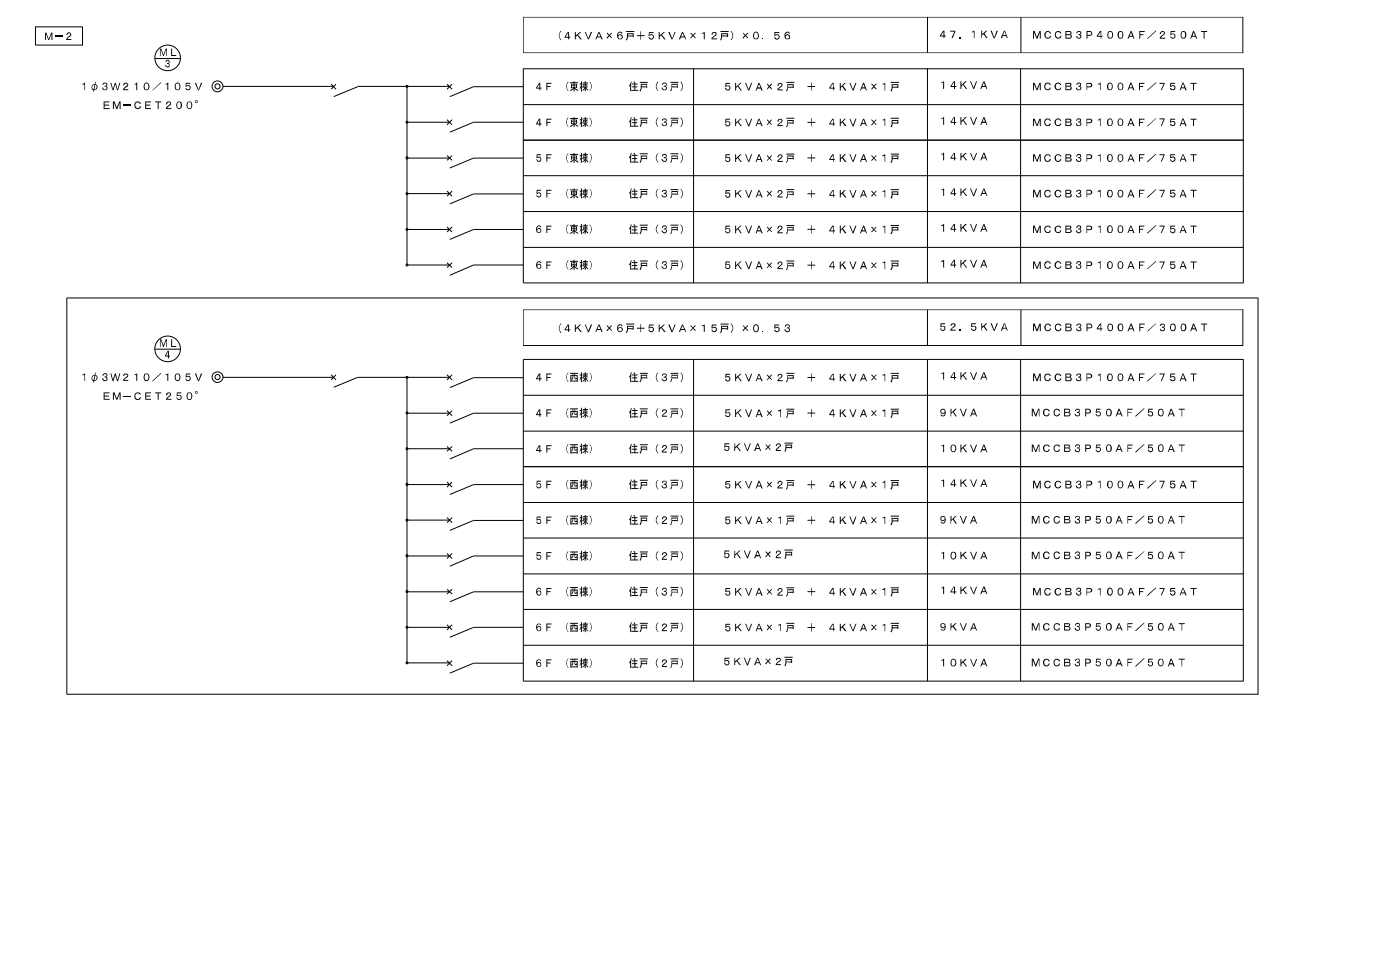 M-2
ML
3
1φ3W210/105V
EM-CET200°
(4KVA×6戸+5KVA×12戸)×0.56 47.1KVA MCCB3P400AF/250AT
4F (東棟) 住戸(3戸) 5KVA×2戸 + 4KVA×1戸 14KVA MCCB3P100AF/75AT
4F (東棟) 住戸(3戸) 5KVA×2戸 + 4KVA×1戸 14KVA MCCB3P100AF/75AT
5F (東棟) 住戸(3戸) 5KVA×2戸 + 4KVA×1戸 14KVA MCCB3P100AF/75AT
5F (東棟) 住戸(3戸) 5KVA×2戸 + 4KVA×1戸 14KVA MCCB3P100AF/75AT
6F (東棟) 住戸(3戸) 5KVA×2戸 + 4KVA×1戸 14KVA MCCB3P100AF/75AT
6F (東棟) 住戸(3戸) 5KVA×2戸 + 4KVA×1戸 14KVA MCCB3P100AF/75AT
ML
4
1φ3W210/105V
EM-CET250°
(4KVA×6戸+5KVA×15戸)×0.53 52.5KVA MCCB3P400AF/300AT
4F (西棟) 住戸(3戸) 5KVA×2戸 + 4KVA×1戸 14KVA MCCB3P100AF/75AT
4F (西棟) 住戸(2戸) 5KVA×1戸 + 4KVA×1戸 9KVA MCCB3P50AF/50AT
4F (西棟) 住戸(2戸) 5KVA×2戸 10KVA MCCB3P50AF/50AT
5F (西棟) 住戸(3戸) 5KVA×2戸 + 4KVA×1戸 14KVA MCCB3P100AF/75AT
5F (西棟) 住戸(2戸) 5KVA×1戸 + 4KVA×1戸 9KVA MCCB3P50AF/50AT
5F (西棟) 住戸(2戸) 5KVA×2戸 10KVA MCCB3P50AF/50AT
6F (西棟) 住戸(3戸) 5KVA×2戸 + 4KVA×1戸 14KVA MCCB3P100AF/75AT
6F (西棟) 住戸(2戸) 5KVA×1戸 + 4KVA×1戸 9KVA MCCB3P50AF/50AT
6F (西棟) 住戸(2戸) 5KVA×2戸 10KVA MCCB3P50AF/50AT